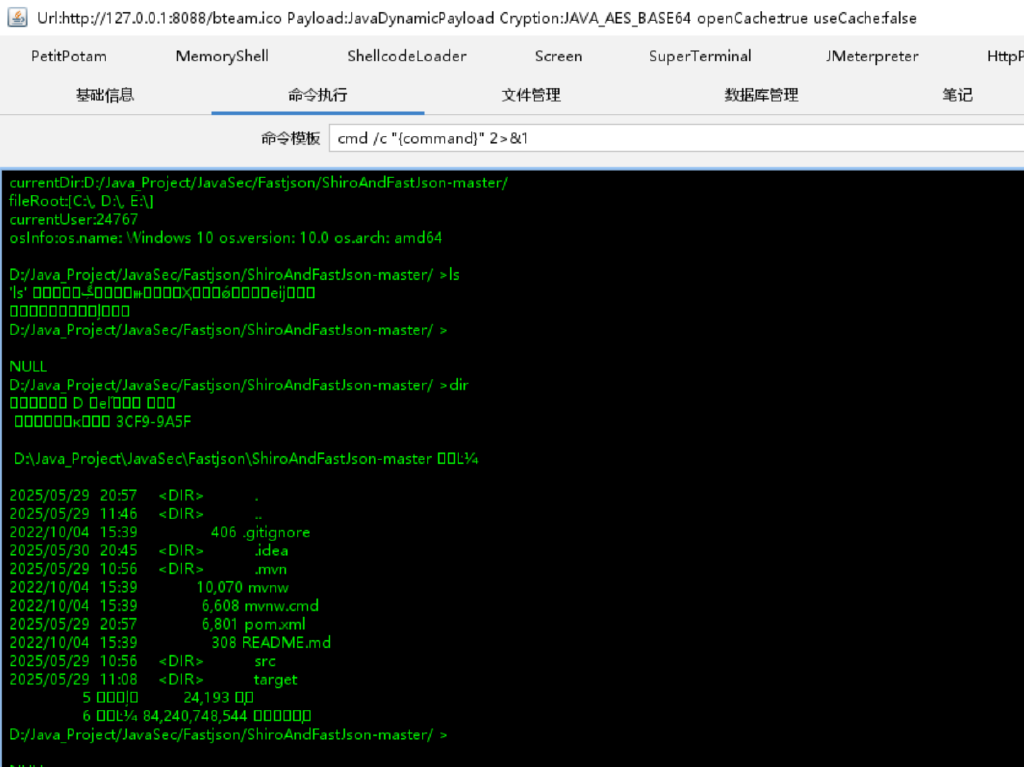 Url:http://127.0.0.1:8088/bteam.ico Payload:JavaDynamicPayload Cryption:JAVA_AES_BASE64 openCache:true useCache:false
PetitPotam MemoryShell ShellcodeLoader Screen SuperTerminal JMeterpreter HttpP
基础信息 命令执行 文件管理 数据库管理 笔记
命令模板 cmd /c "{command}" 2>&1
currentDir:D:/Java_Project/JavaSec/Fastjson/ShiroAndFastJson-master/
fileRoot:[C:\, D:\, E:\]
currentUser:24767
osInfo:os.name: Windows 10 os.version: 10.0 os.arch: amd64
D:/Java_Project/JavaSec/Fastjson/ShiroAndFastJson-master/ >ls
'ls'
D:/Java_Project/JavaSec/Fastjson/ShiroAndFastJson-master/ >
NULL
D:/Java_Project/JavaSec/Fastjson/ShiroAndFastJson-master/ >dir
D
3CF9-9A5F
D:\Java_Project\JavaSec\Fastjson\ShiroAndFastJson-master
2025/05/29 20:57 <DIR> .
2025/05/29 11:46 <DIR> ..
2022/10/04 15:39 406 .gitignore
2025/05/30 20:45 <DIR> .idea
2025/05/29 10:56 <DIR> .mvn
2022/10/04 15:39 10,070 mvnw
2022/10/04 15:39 6,608 mvnw.cmd
2025/05/29 20:57 6,801 pom.xml
2022/10/04 15:39 308 README.md
2025/05/29 10:56 <DIR> src
2025/05/29 11:08 <DIR> target
5 24,193
6 84,240,748,544
D:/Java_Project/JavaSec/Fastjson/ShiroAndFastJson-master/ >